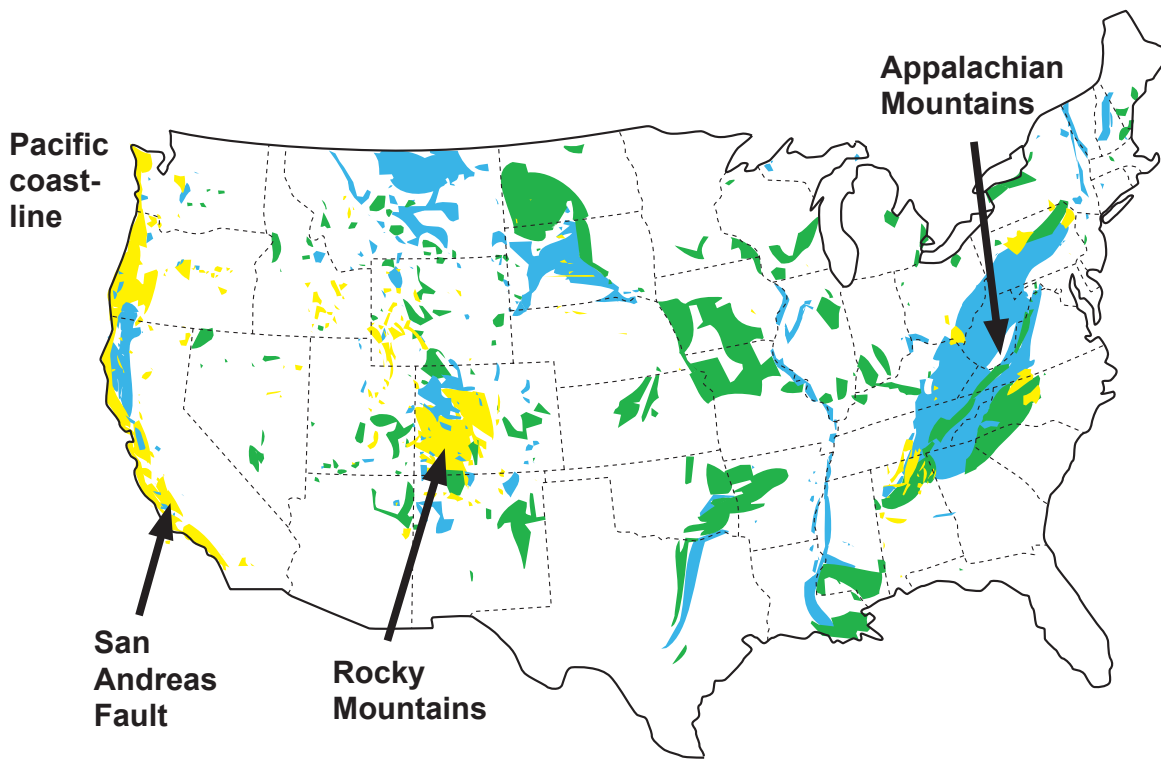 Appalachian
Mountains
Pacific
coast-
line
San
Andreas
Fault
Rocky
Mountains